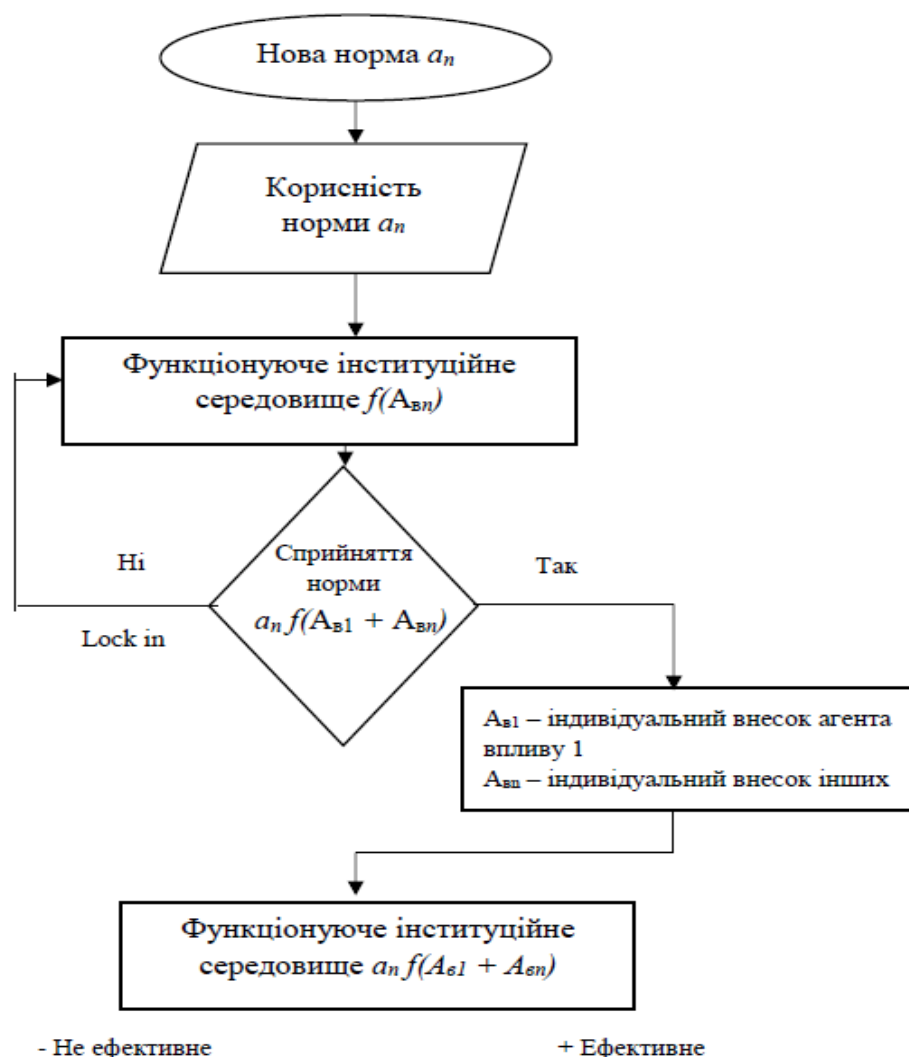 Нова норма aₙ
Корисність
норми aₙ
Функціонуюче інституційне
середовище f(Aвn)
Сприйняття
норми
aₙ f(Aв1 + Aвn)
Ні
Lock in
Так
Aв1 – індивідуальний внесок агента
впливу 1
Aвn – індивідуальний внесок інших
Функціонуюче інституційне
середовище aₙ f(Aв1 + Aвn)
- Не ефективне
+ Ефективне